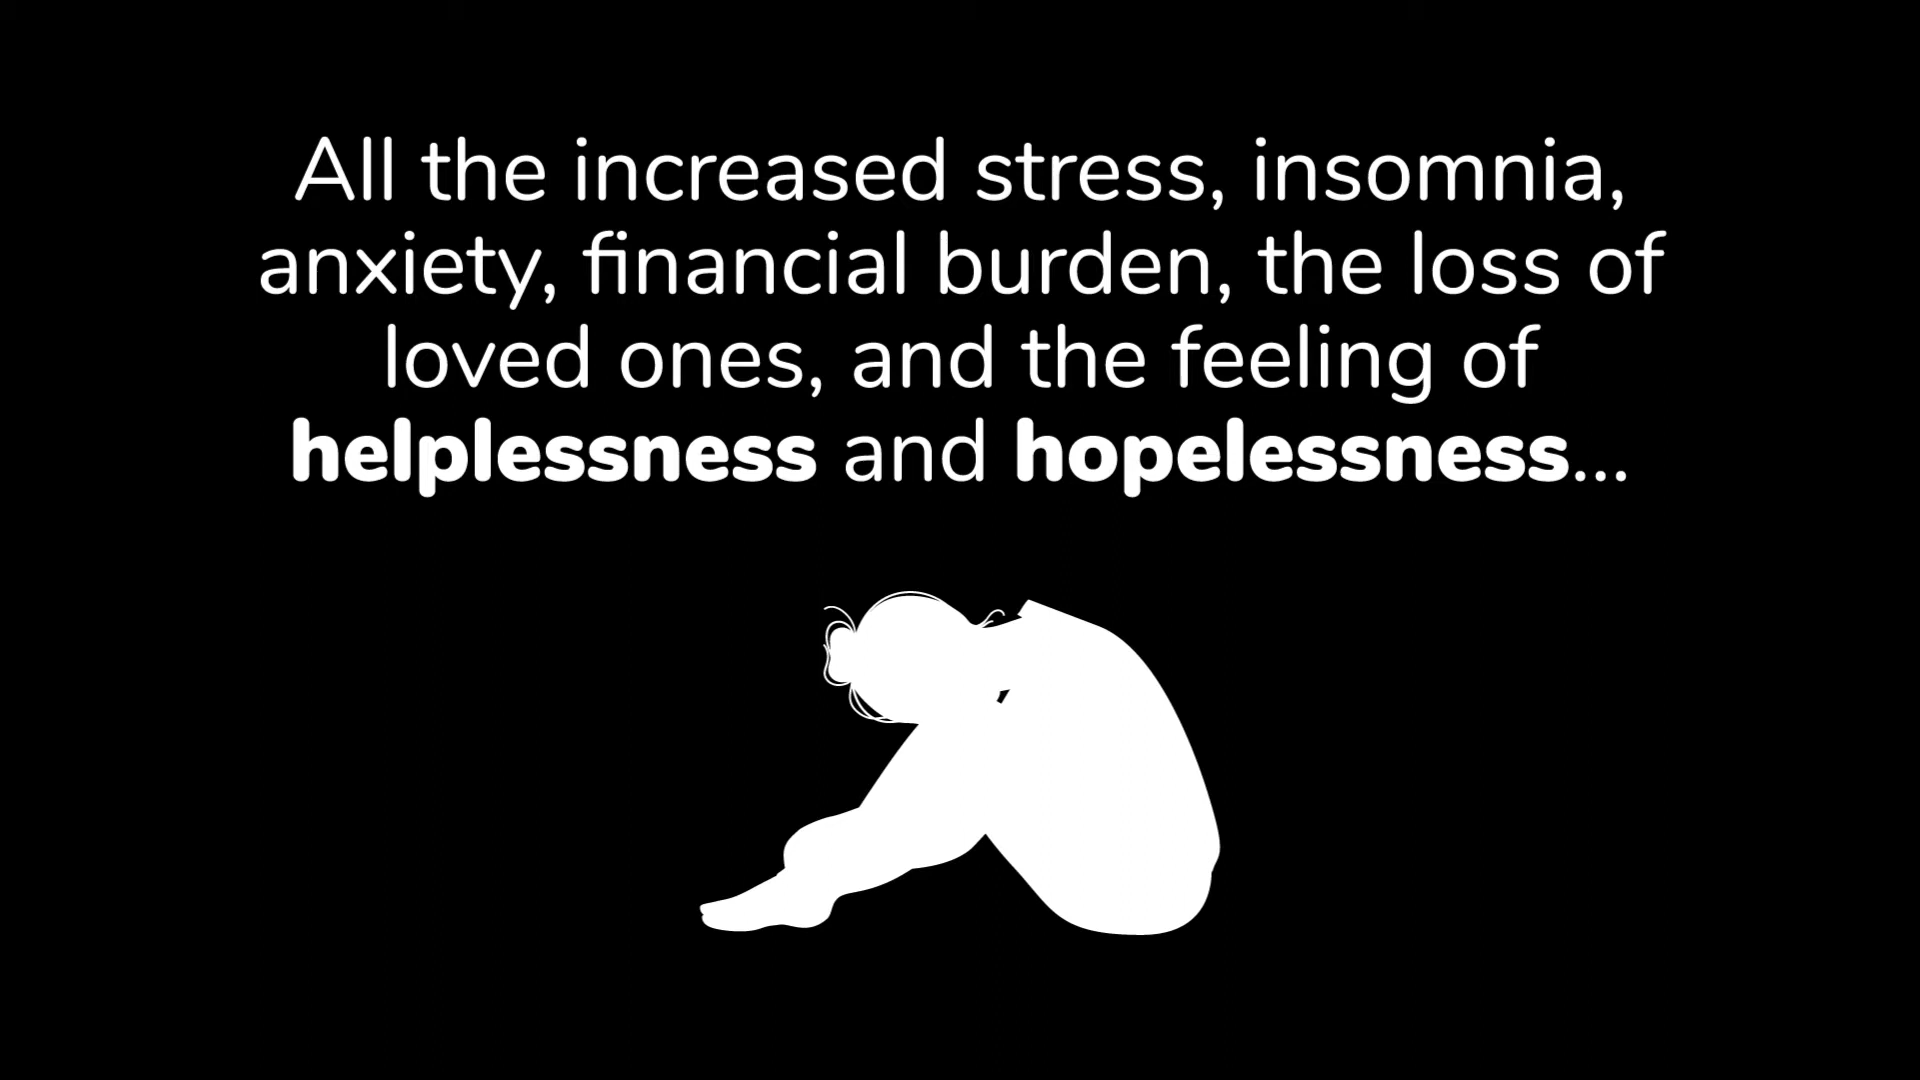 All the increased stress, insomnia,
anxiety, financial burden, the loss of
loved ones, and the feeling of
helplessness and hopelessness...